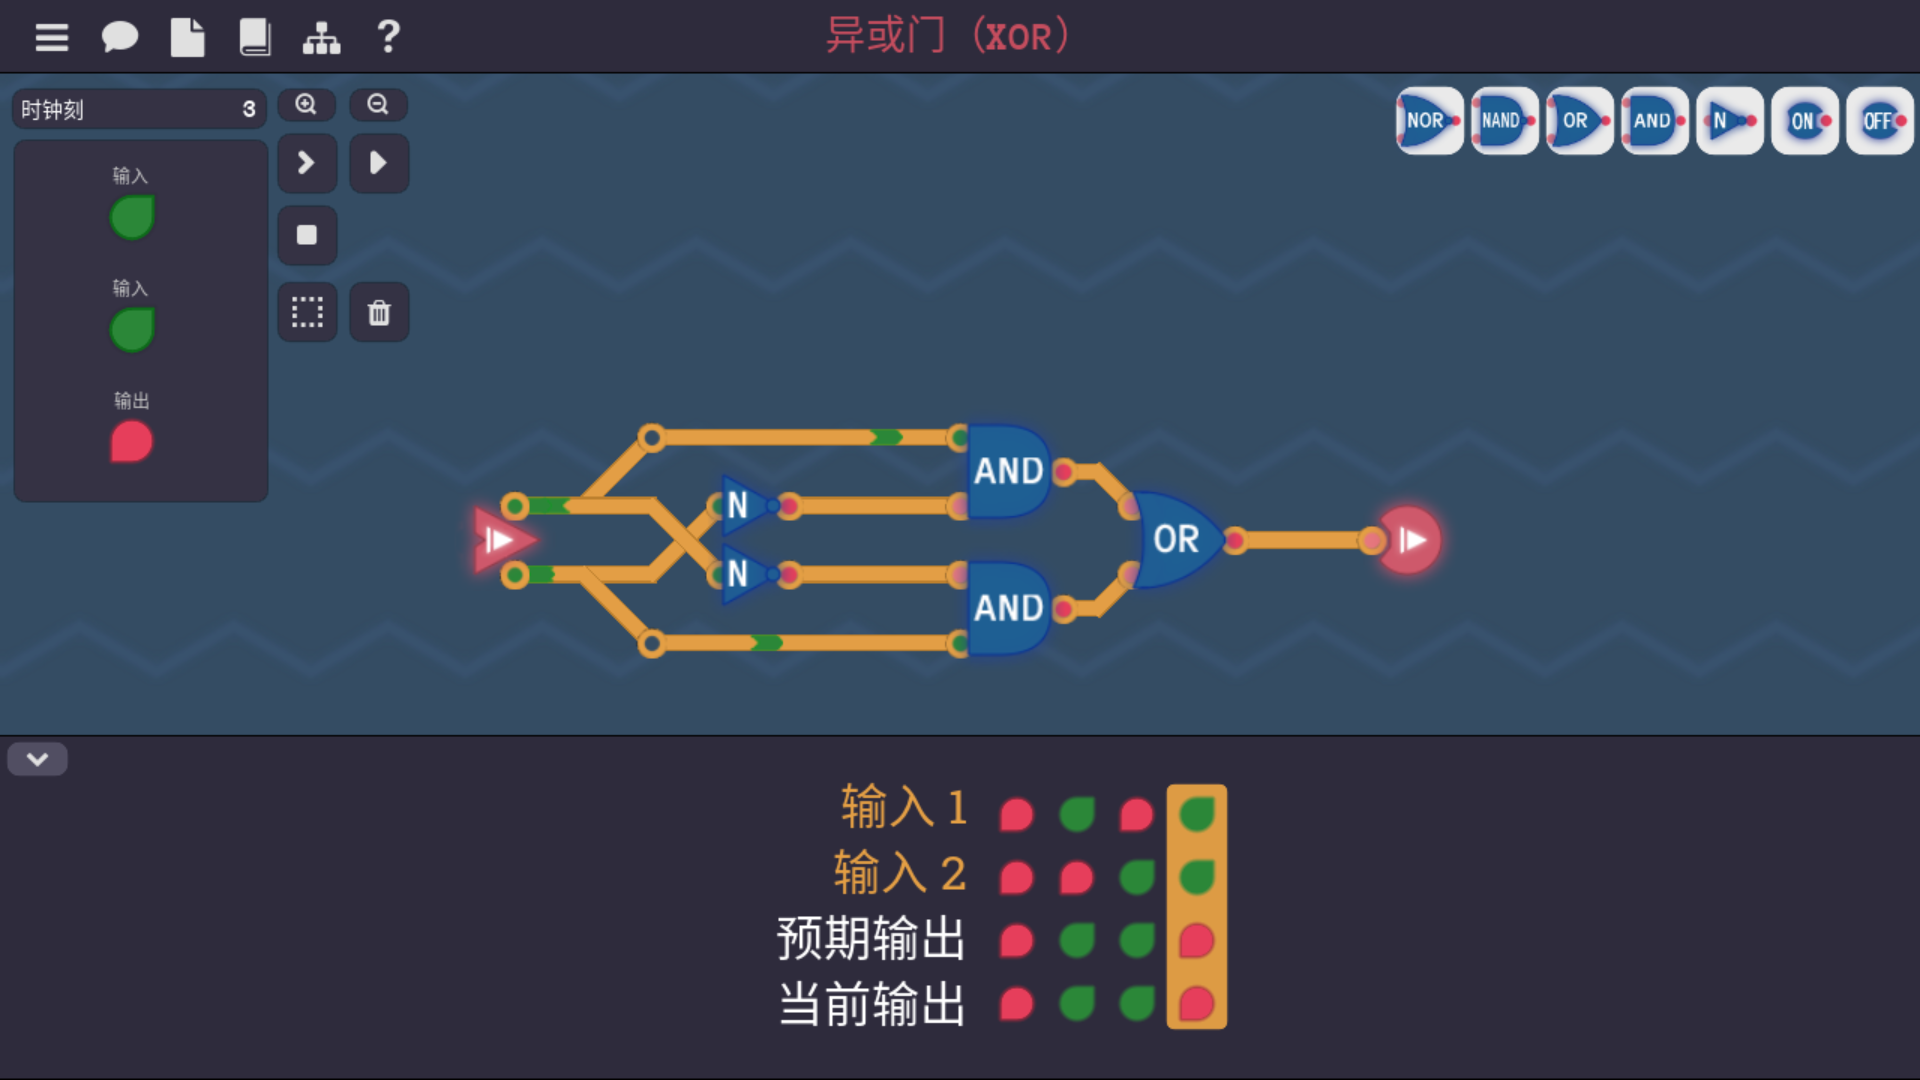 异或门（XOR）
时钟刻 3
NOR NAND OR AND N ON OFF
输入
输入
输出
N
N
AND
AND
OR
输入 1
输入 2
预期输出
当前输出